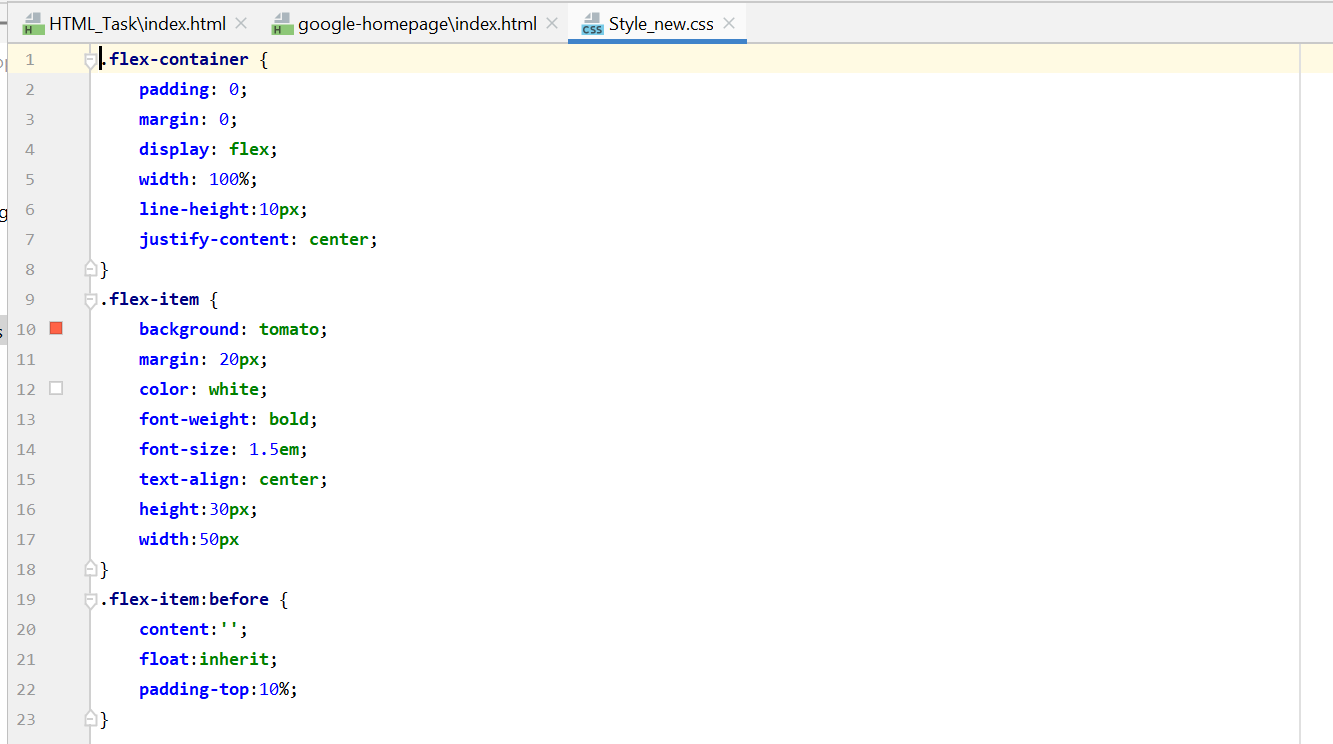 HTML_Task\index.html google-homepage\index.html Style_new.css
1 .flex-container {
2 padding: 0;
3 margin: 0;
4 display: flex;
5 width: 100%;
6 line-height:10px;
7 justify-content: center;
8 }
9 .flex-item {
10 background: tomato;
11 margin: 20px;
12 color: white;
13 font-weight: bold;
14 font-size: 1.5em;
15 text-align: center;
16 height:30px;
17 width:50px
18 }
19 .flex-item:before {
20 content:'';
21 float:inherit;
22 padding-top:10%;
23 }